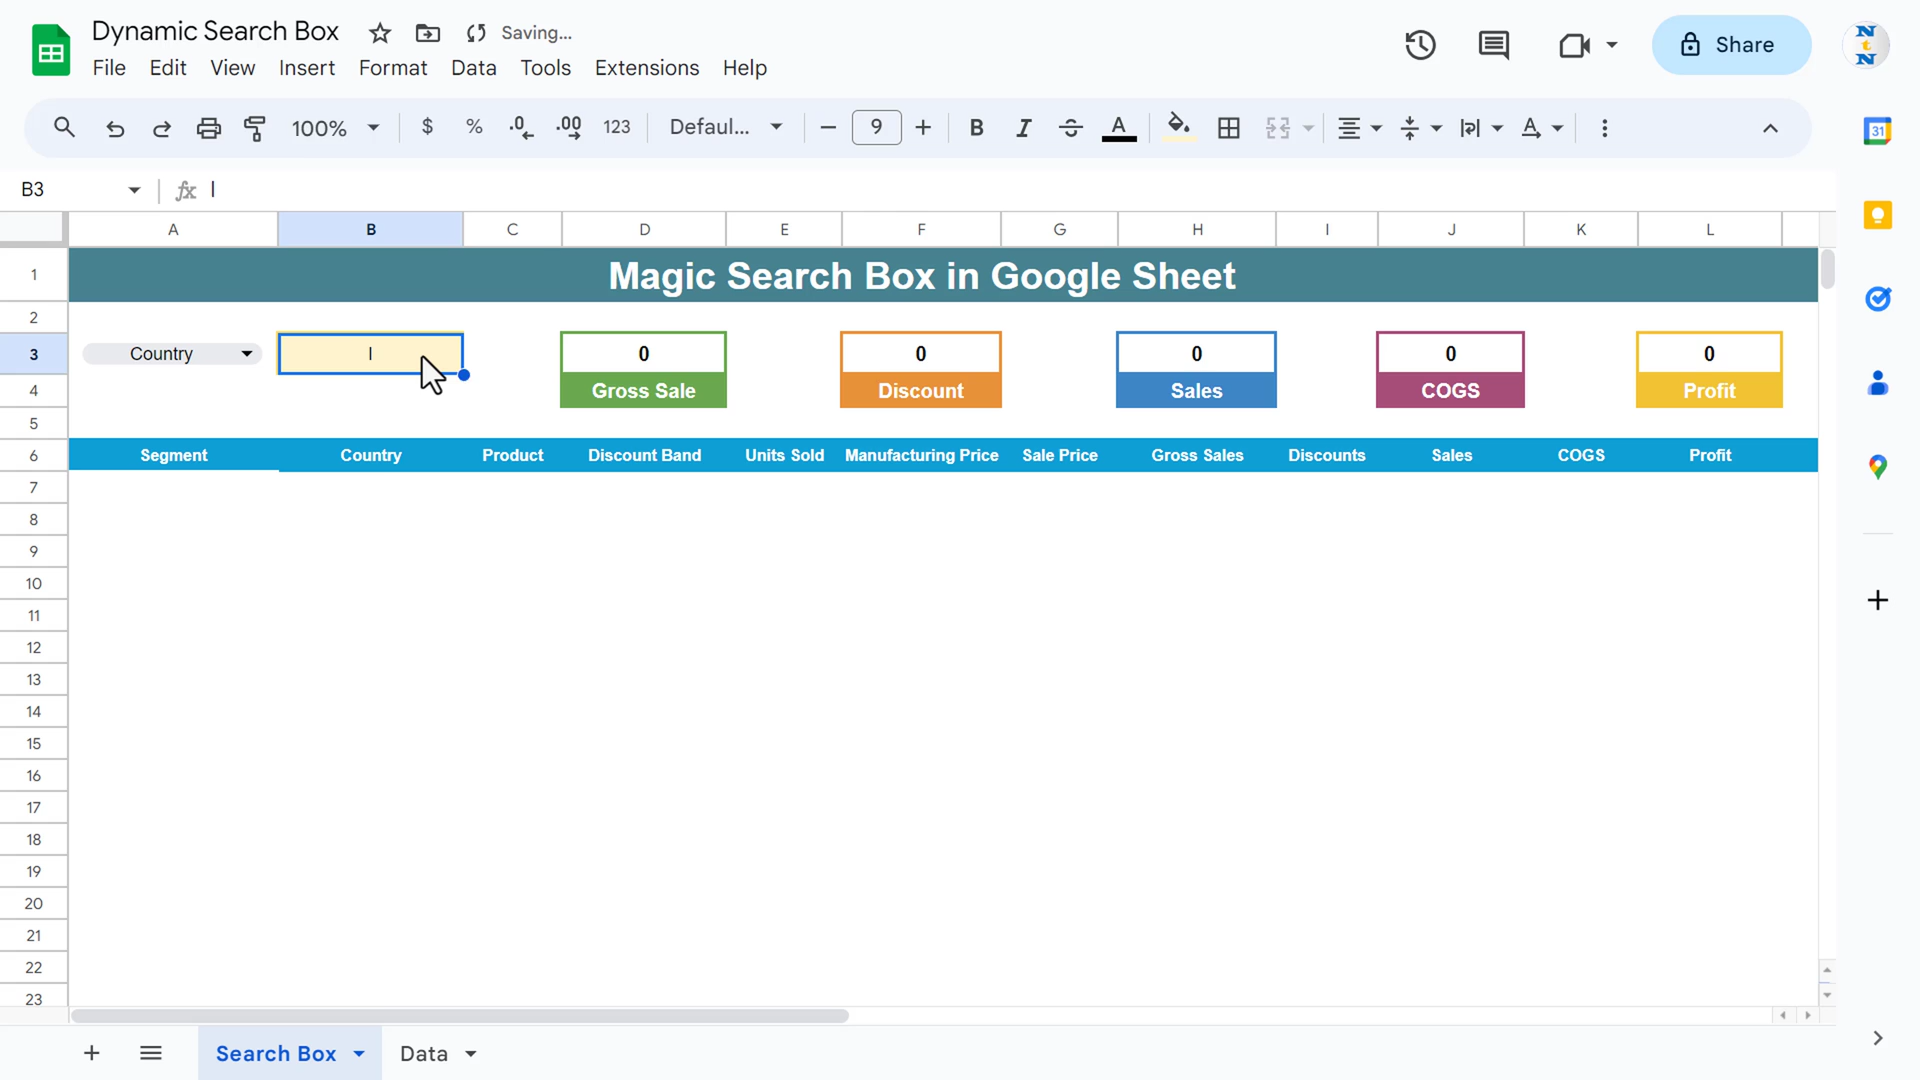 Dynamic Search Box Saving...
File Edit View Insert Format Data Tools Extensions Help
Share
N t N
100% $ % .0 .00 123 Defaul... 9 B I S A A
31
B3 fx I
A B C D E F G H I J K L
1 Magic Search Box in Google Sheet
2
3 Country I 0 0 0 0 0
4 Gross Sale Discount Sales COGS Profit
5
6 Segment Country Product Discount Band Units Sold Manufacturing Price Sale Price Gross Sales Discounts Sales COGS Profit
7
8
9
10
11
12
13
14
15
16
17
18
19
20
21
22
23
Search Box Data